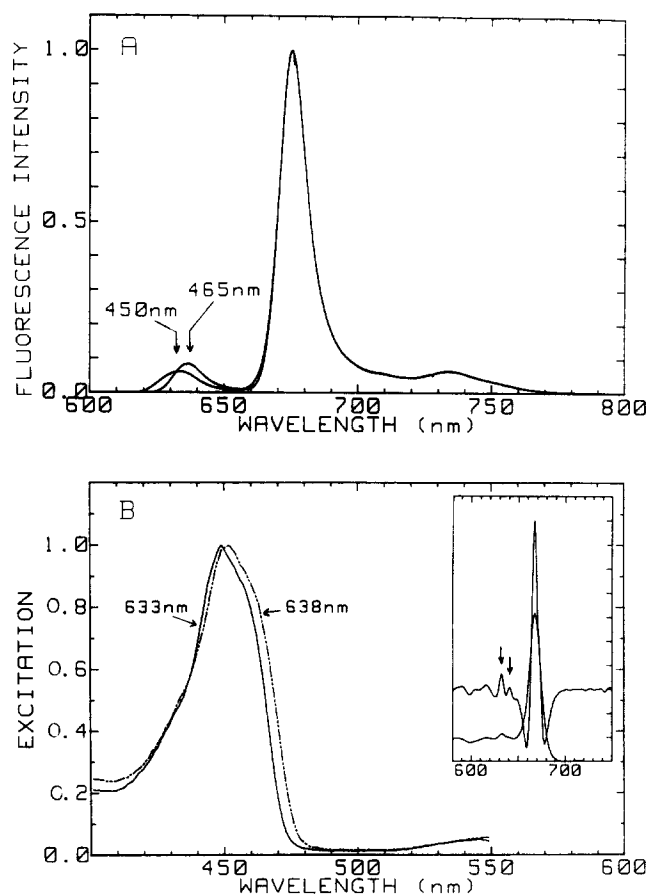 A
FLUORESCENCE INTENSITY
1.0
0.5
0.0
450nm
465nm
600
650
700
750
800
WAVELENGTH (nm)
B
EXCITATION
1.0
0.8
0.6
0.4
0.2
0.0
633nm
638nm
450
500
600
WAVELENGTH (nm)
600
700